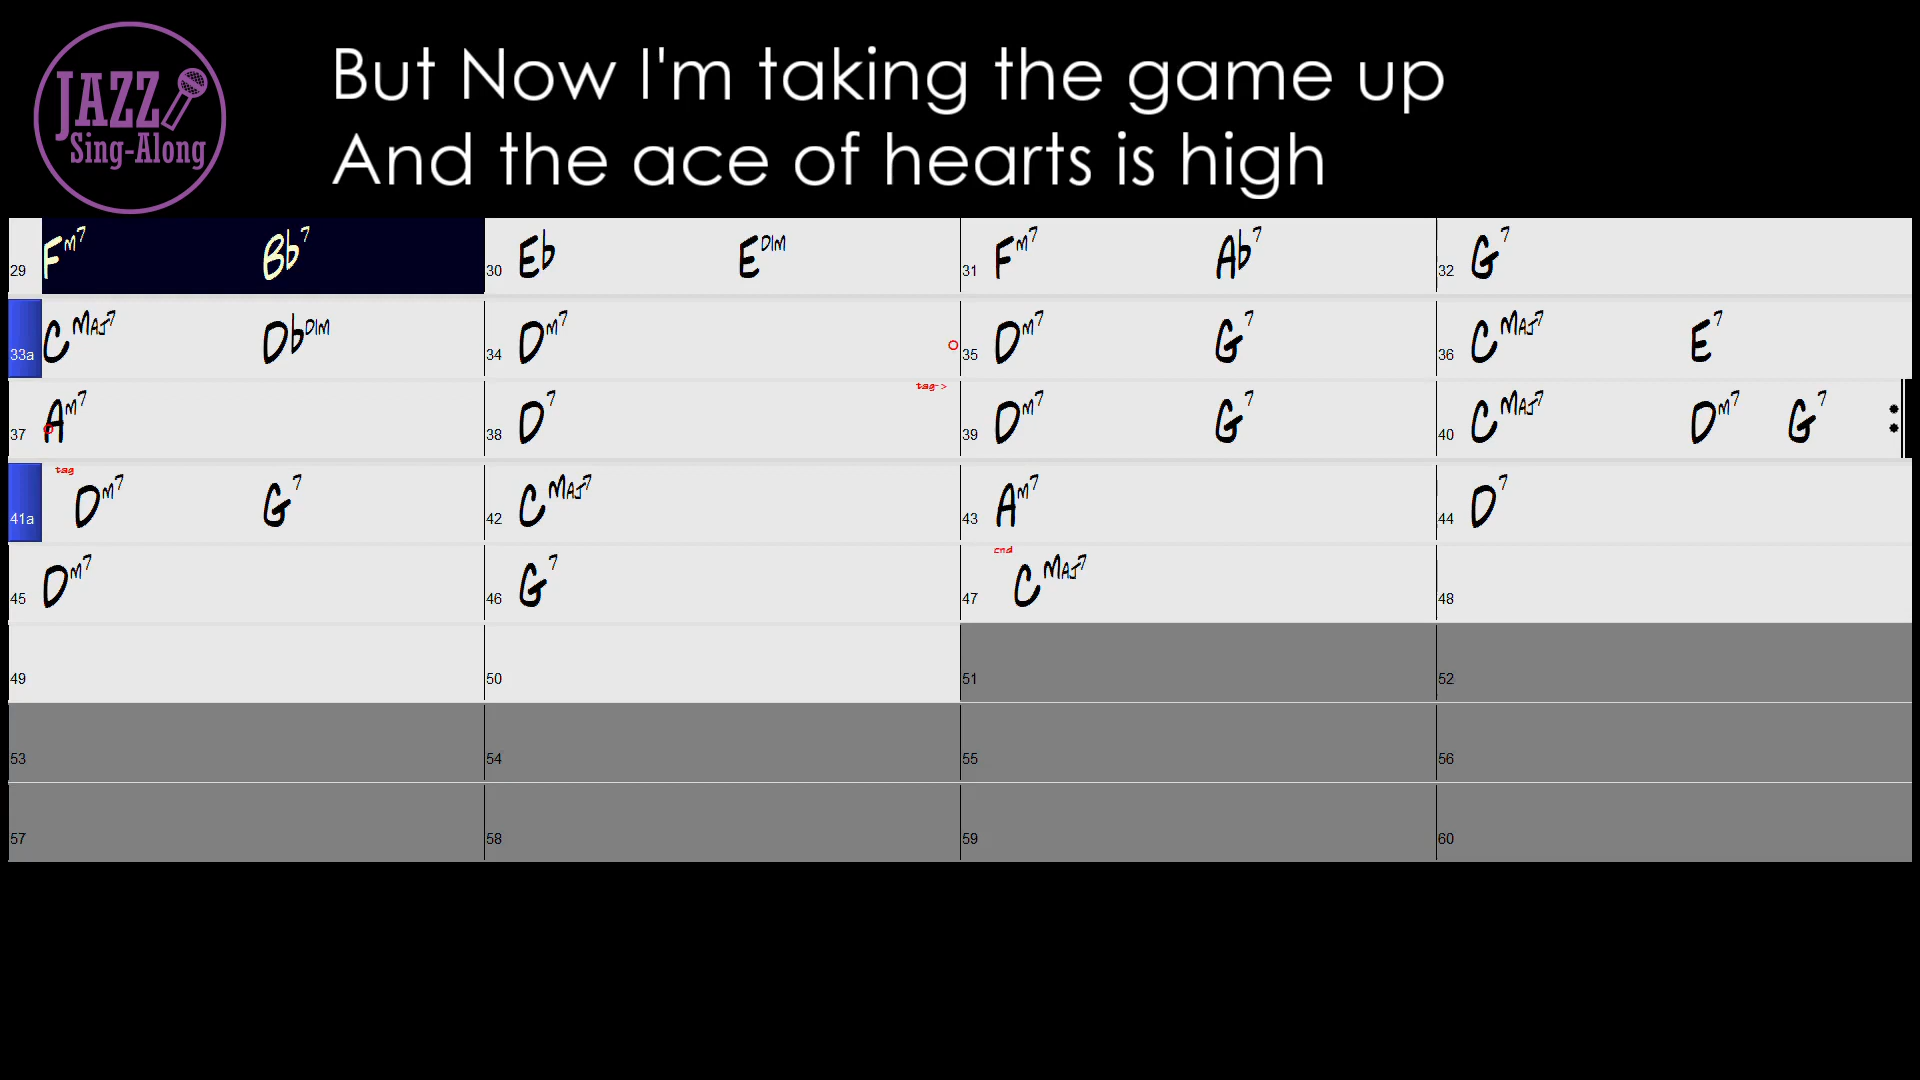 JAZZ
Sing-Along
But Now I'm taking the game up
And the ace of hearts is high
29 Fm7 Bb7 30 Eb Edim 31 Fm7 Ab7 32 G7
33a CMaj7 Dbdim 34 Dm7 35 Dm7 G7 36 CMaj7 E7
37 Am7 38 D7 tag-> 39 Dm7 G7 40 CMaj7 Dm7 G7
41a tag Dm7 G7 42 CMaj7 43 Am7 44 D7
45 Dm7 46 G7 47 end CMaj7 48
49 50 51 52
53 54 55 56
57 58 59 60